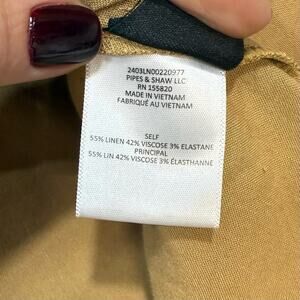 2403LN00220977
PIPES & SHAW LLC
RN 155820
MADE IN VIETNAM
FABRIQUÉ AU VIETNAM
SELF
55% LINEN 42% VISCOSE 3% ELASTANE
PRINCIPAL
55% LIN 42% VISCOSE 3% ÉLASTHANNE